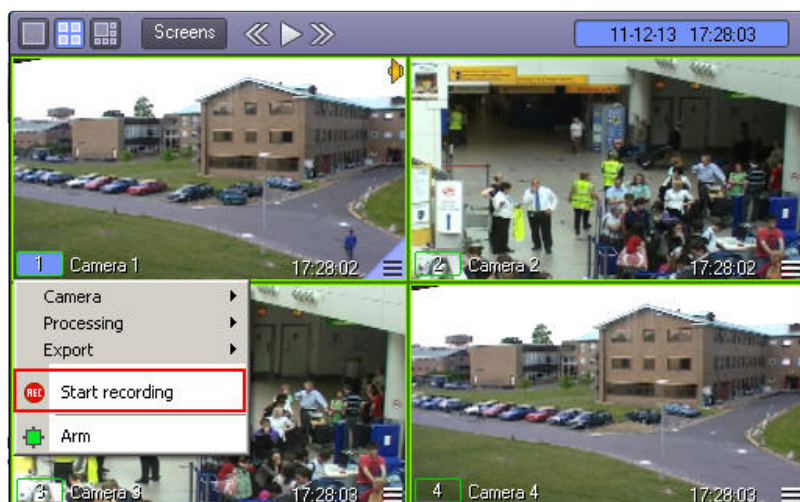 Screens
11-12-13 17:28:03
1 Camera 1
17:28:02
2 Camera 2
17:28:02
Camera
Processing
Export
REC Start recording
Arm
3 Camera 3
17:28:03
4 Camera 4
17:28:03